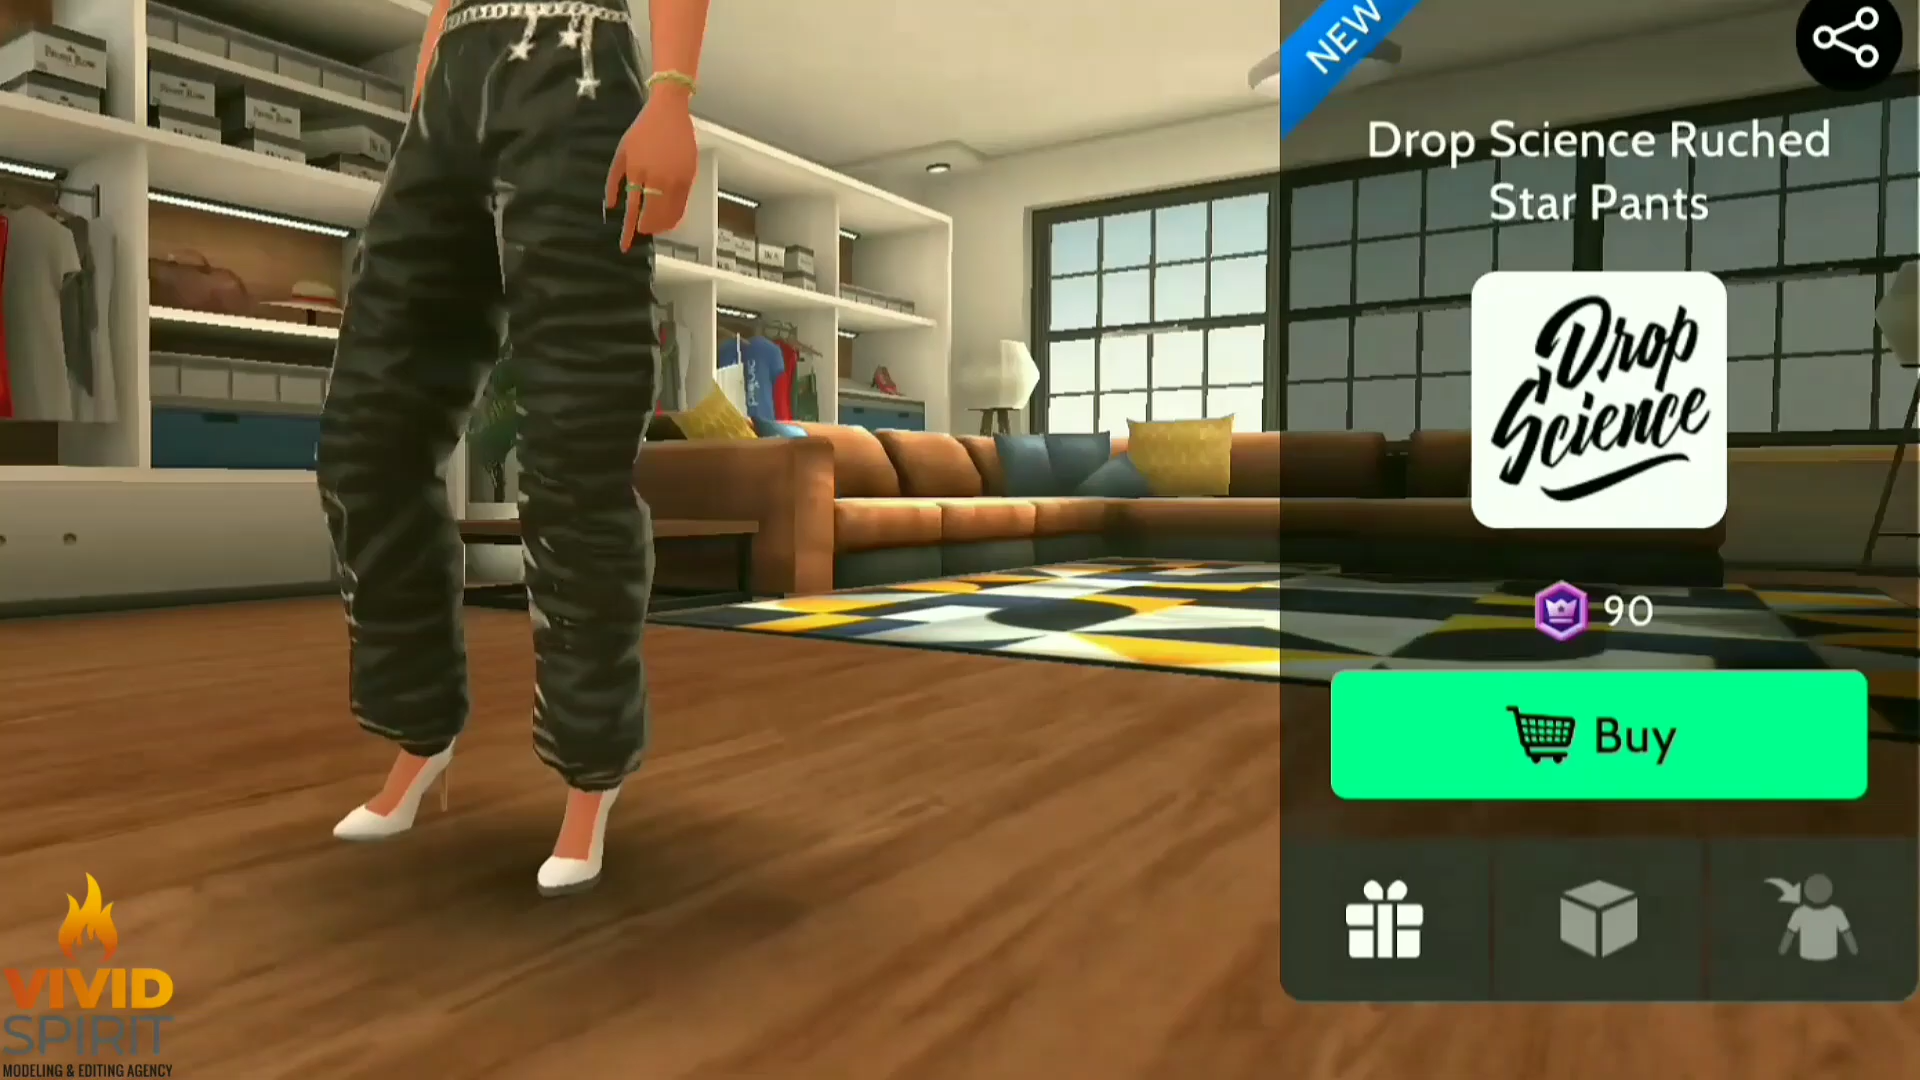 NEW
Drop Science Ruched
Star Pants
Drop
Science
90
Buy
VIVID
SPIRIT
MODELING & EDITING AGENCY